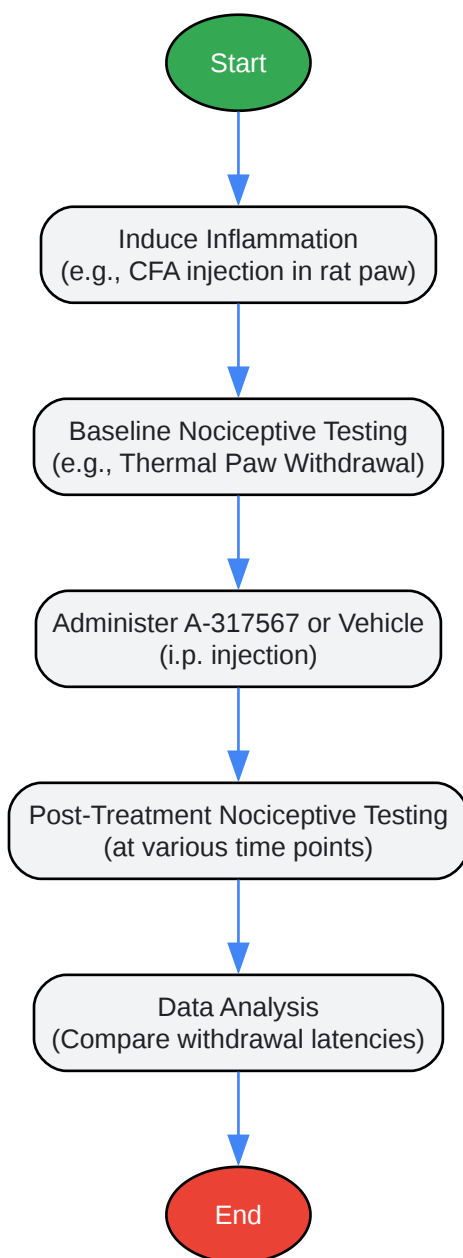 Start
Induce Inflammation
(e.g., CFA injection in rat paw)
Baseline Nociceptive Testing
(e.g., Thermal Paw Withdrawal)
Administer A-317567 or Vehicle
(i.p. injection)
Post-Treatment Nociceptive Testing
(at various time points)
Data Analysis
(Compare withdrawal latencies)
End